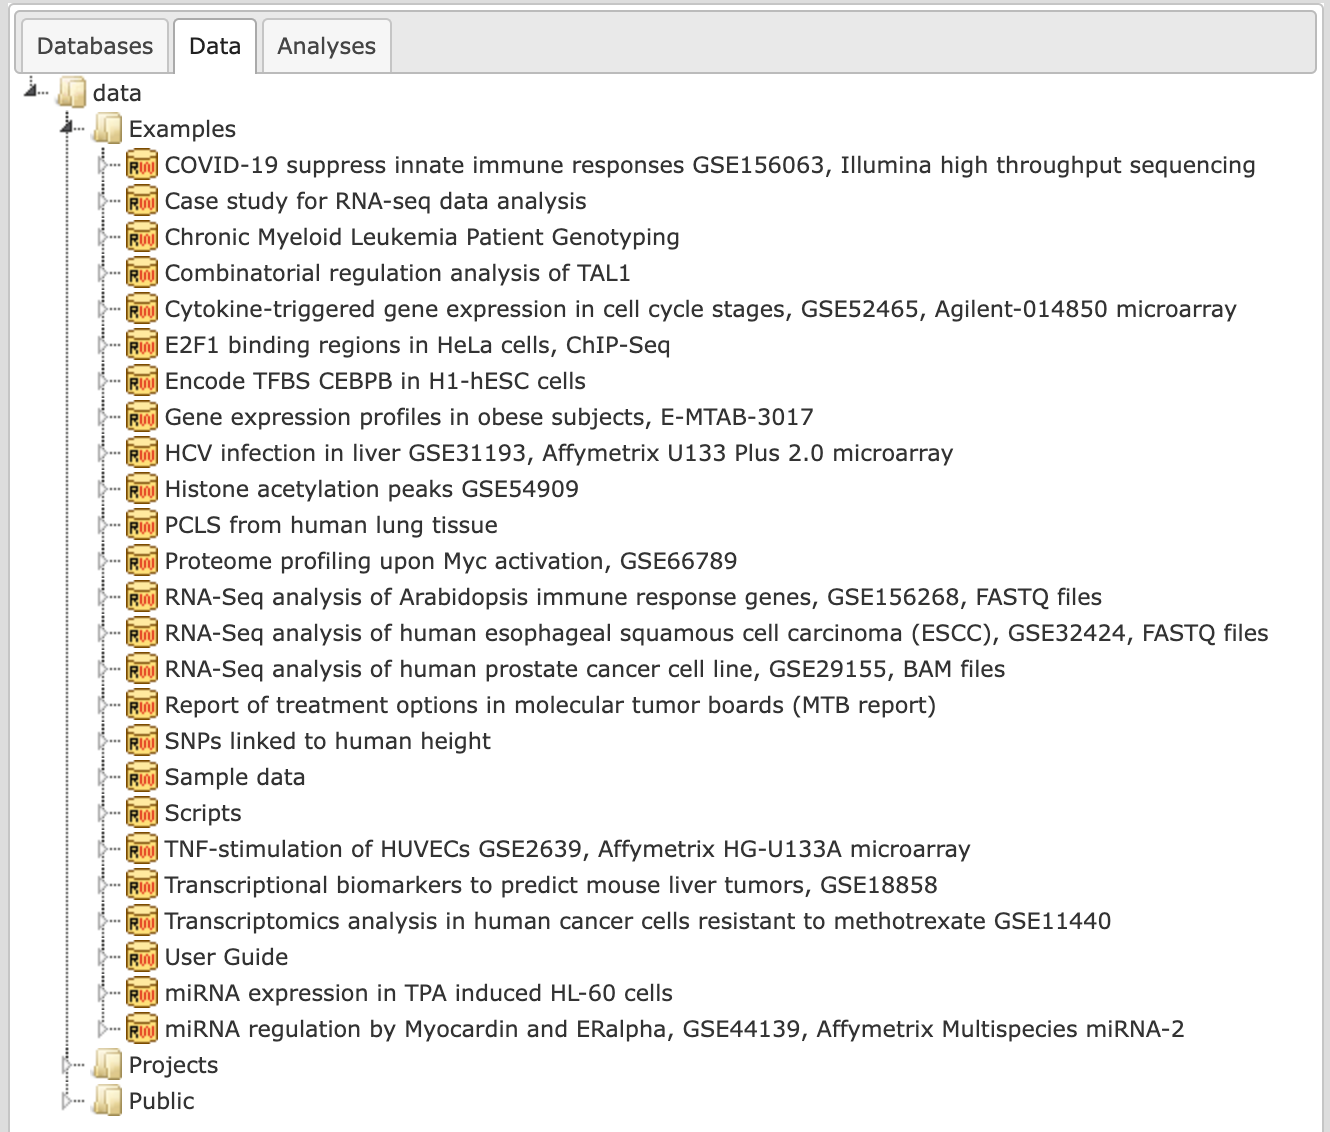 Databases Data Analyses
data
Examples
COVID-19 suppress innate immune responses GSE156063, Illumina high throughput sequencing
Case study for RNA-seq data analysis
Chronic Myeloid Leukemia Patient Genotyping
Combinatorial regulation analysis of TAL1
Cytokine-triggered gene expression in cell cycle stages, GSE52465, Agilent-014850 microarray
E2F1 binding regions in HeLa cells, ChIP-Seq
Encode TFBS CEBPB in H1-hESC cells
Gene expression profiles in obese subjects, E-MTAB-3017
HCV infection in liver GSE31193, Affymetrix U133 Plus 2.0 microarray
Histone acetylation peaks GSE54909
PCLS from human lung tissue
Proteome profiling upon Myc activation, GSE66789
RNA-Seq analysis of Arabidopsis immune response genes, GSE156268, FASTQ files
RNA-Seq analysis of human esophageal squamous cell carcinoma (ESCC), GSE32424, FASTQ files
RNA-Seq analysis of human prostate cancer cell line, GSE29155, BAM files
Report of treatment options in molecular tumor boards (MTB report)
SNPs linked to human height
Sample data
Scripts
TNF-stimulation of HUVECs GSE2639, Affymetrix HG-U133A microarray
Transcriptional biomarkers to predict mouse liver tumors, GSE18858
Transcriptomics analysis in human cancer cells resistant to methotrexate GSE11440
User Guide
miRNA expression in TPA induced HL-60 cells
miRNA regulation by Myocardin and ERalpha, GSE44139, Affymetrix Multispecies miRNA-2
Projects
Public